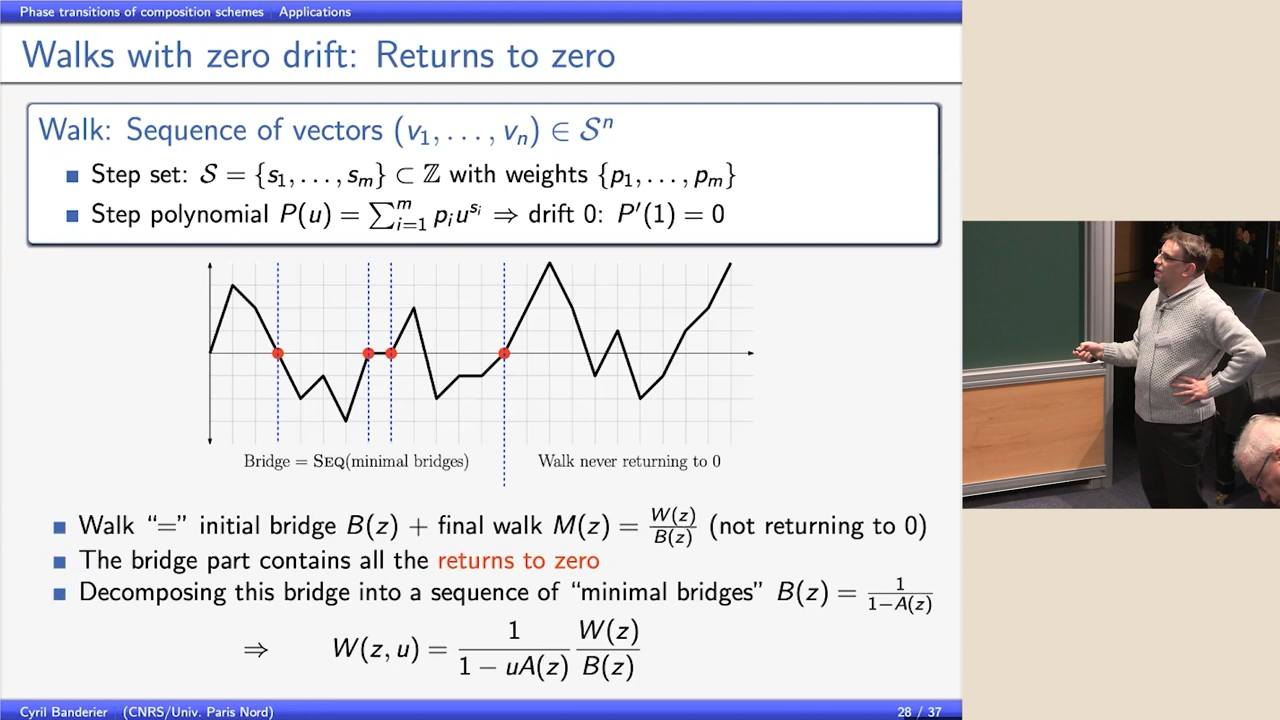 Phase transitions of composition schemes Applications
Walks with zero drift: Returns to zero
Walk: Sequence of vectors (v₁, . . . , vₙ) ∈ 𝒮ⁿ
Step set: 𝒮 = {s₁, . . . , sₘ} ⊂ ℤ with weights {p₁, . . . , pₘ}
Step polynomial P(u) = ∑ᵢ₌₁ᵐ pᵢu^{sᵢ} ⇒ drift 0: P′(1) = 0
Bridge = SEQ(minimal bridges) Walk never returning to 0
Walk “=” initial bridge B(z) + final walk M(z) = W(z)/B(z) (not returning to 0)
The bridge part contains all the returns to zero
Decomposing this bridge into a sequence of “minimal bridges” B(z) = 1/(1−A(z))
⇒ W(z, u) = 1/(1 − uA(z)) W(z)/B(z)
Cyril Banderier (CNRS/Univ. Paris Nord) 28 / 37